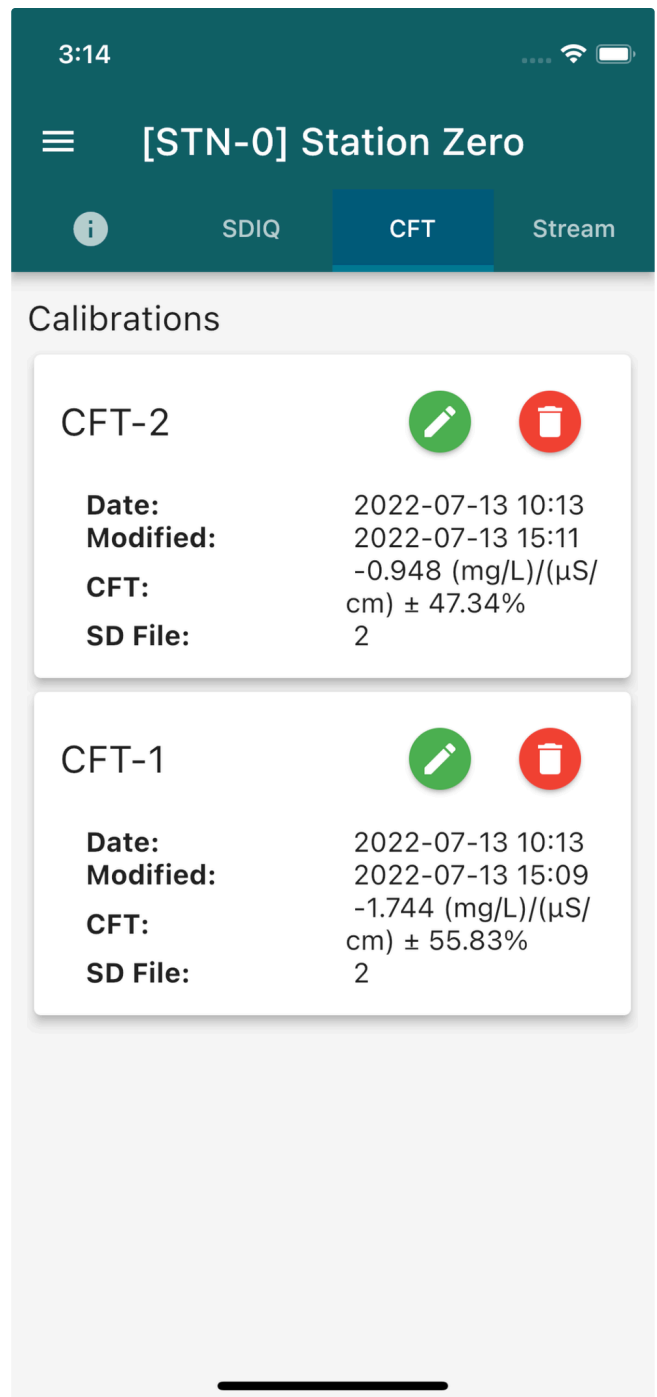 3:14
[STN-0] Station Zero
SDIQ CFT Stream
Calibrations
CFT-2
Date: 2022-07-13 10:13
Modified: 2022-07-13 15:11
CFT: -0.948 (mg/L)/(µS/
cm) ± 47.34%
SD File: 2
CFT-1
Date: 2022-07-13 10:13
Modified: 2022-07-13 15:09
CFT: -1.744 (mg/L)/(µS/
cm) ± 55.83%
SD File: 2